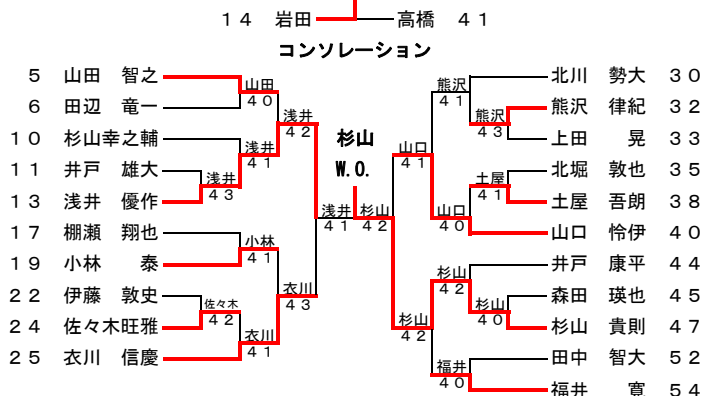 １４ 岩田 高橋 ４１
コンソレーション
５ 山田 智之
６ 田辺 竜一
１０ 杉山幸之輔
１１ 井戸 雄大
１３ 浅井 優作
１７ 棚瀬 翔也
１９ 小林 泰
２２ 伊藤 敦史
２４ 佐々木旺雅
２５ 衣川 信慶
山田
４０
浅井
４３
浅井
４１
浅井
４２
小林
４１
佐々木
４２
衣川
４１
衣川
４３
浅井
４１
杉山
W.O.
杉山
４２
山口
４１
杉山
４２
熊沢
４１
熊沢
４３
土屋
４１
山口
４０
杉山
４２
杉山
４０
福井
４０
北川 勢大 ３０
熊沢 律紀 ３２
上田 晃 ３３
北堀 敦也 ３５
土屋 吾朗 ３８
山口 怜伊 ４０
井戸 康平 ４４
森田 瑛也 ４５
杉山 貴則 ４７
田中 智大 ５２
福井 寛 ５４